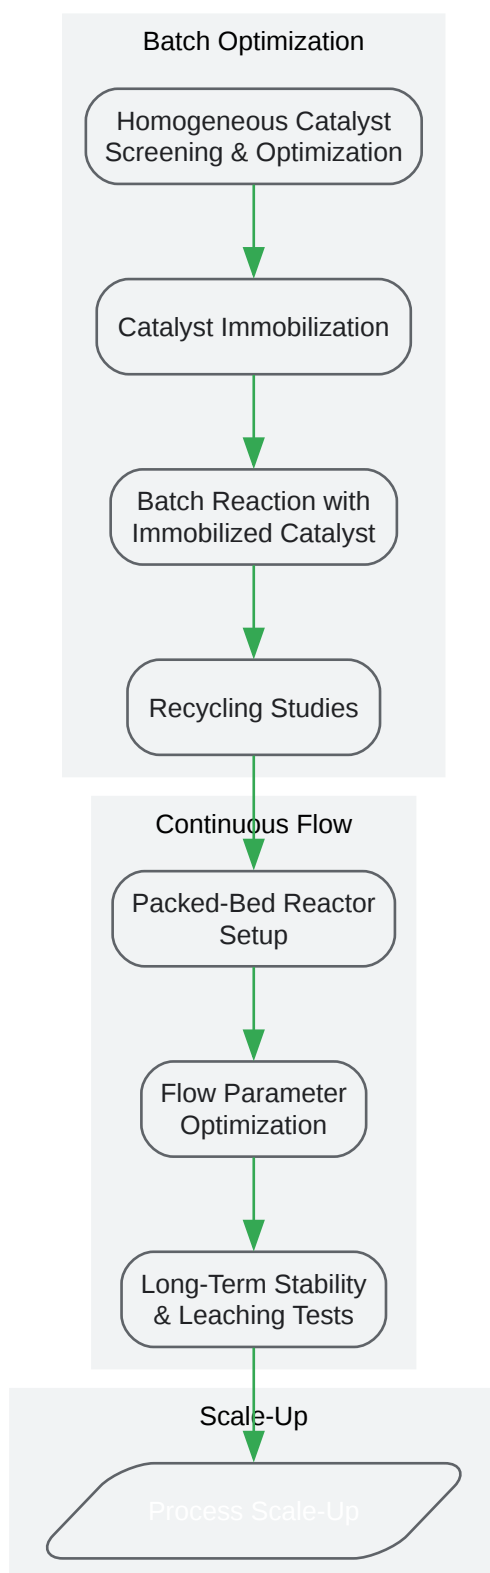 Batch Optimization
Homogeneous Catalyst
Screening & Optimization
Catalyst Immobilization
Batch Reaction with
Immobilized Catalyst
Recycling Studies
Continuous Flow
Packed-Bed Reactor
Setup
Flow Parameter
Optimization
Long-Term Stability
& Leaching Tests
Scale-Up
Process Scale-Up